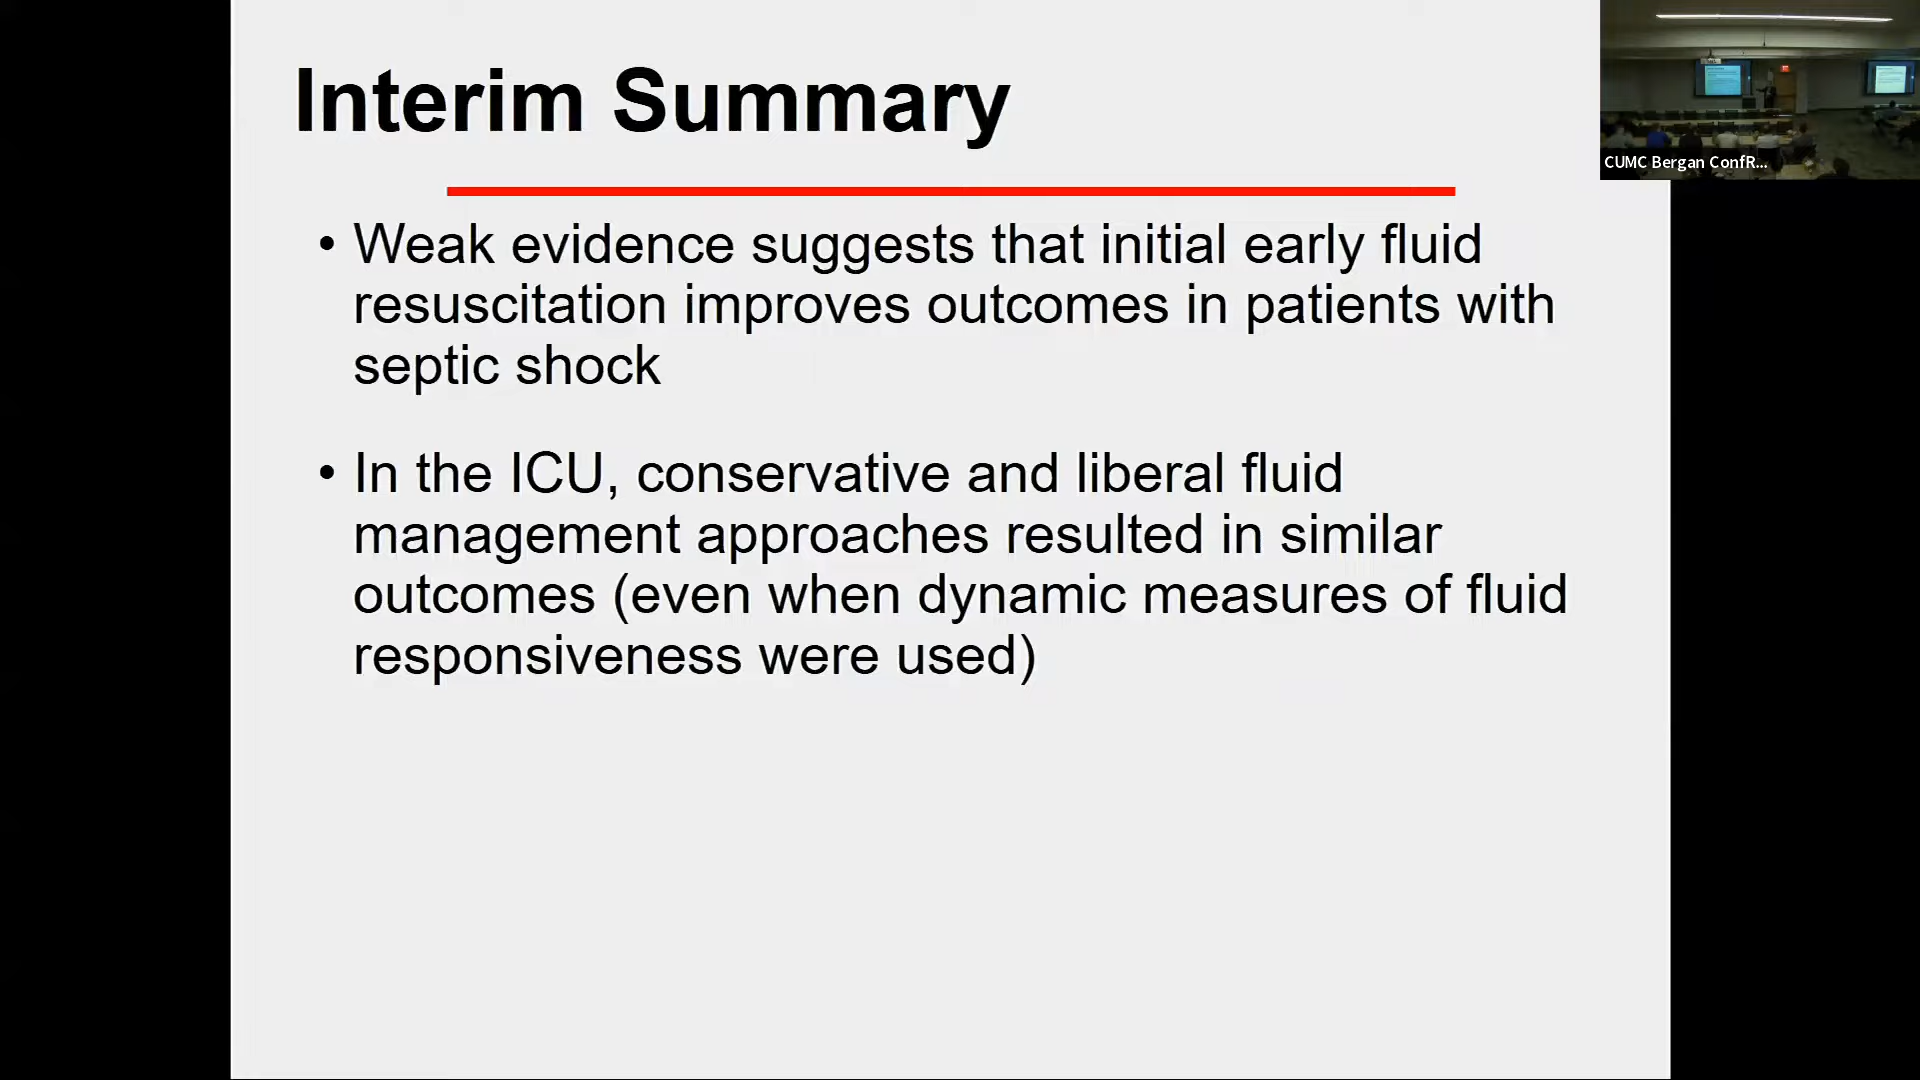 Interim Summary
CUMC Bergan ConfR...
• Weak evidence suggests that initial early fluid
resuscitation improves outcomes in patients with
septic shock
• In the ICU, conservative and liberal fluid
management approaches resulted in similar
outcomes (even when dynamic measures of fluid
responsiveness were used)